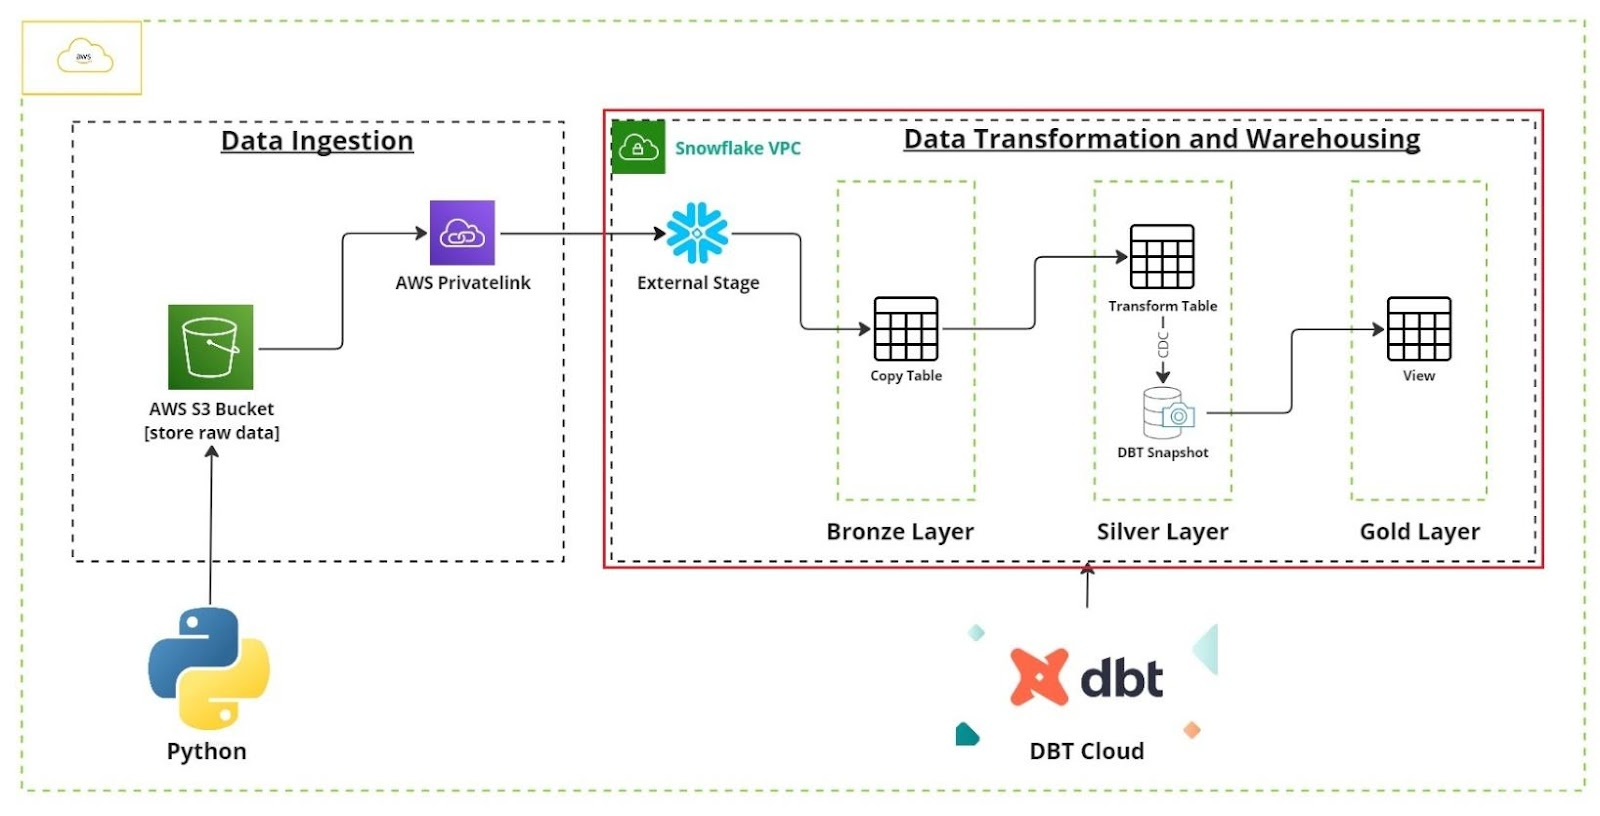 aws
Data Ingestion
AWS Privatelink
AWS S3 Bucket
[store raw data]
Python
Snowflake VPC
Data Transformation and Warehousing
External Stage
Copy Table
Bronze Layer
Transform Table
CDC
DBT Snapshot
Silver Layer
View
Gold Layer
dbt
DBT Cloud